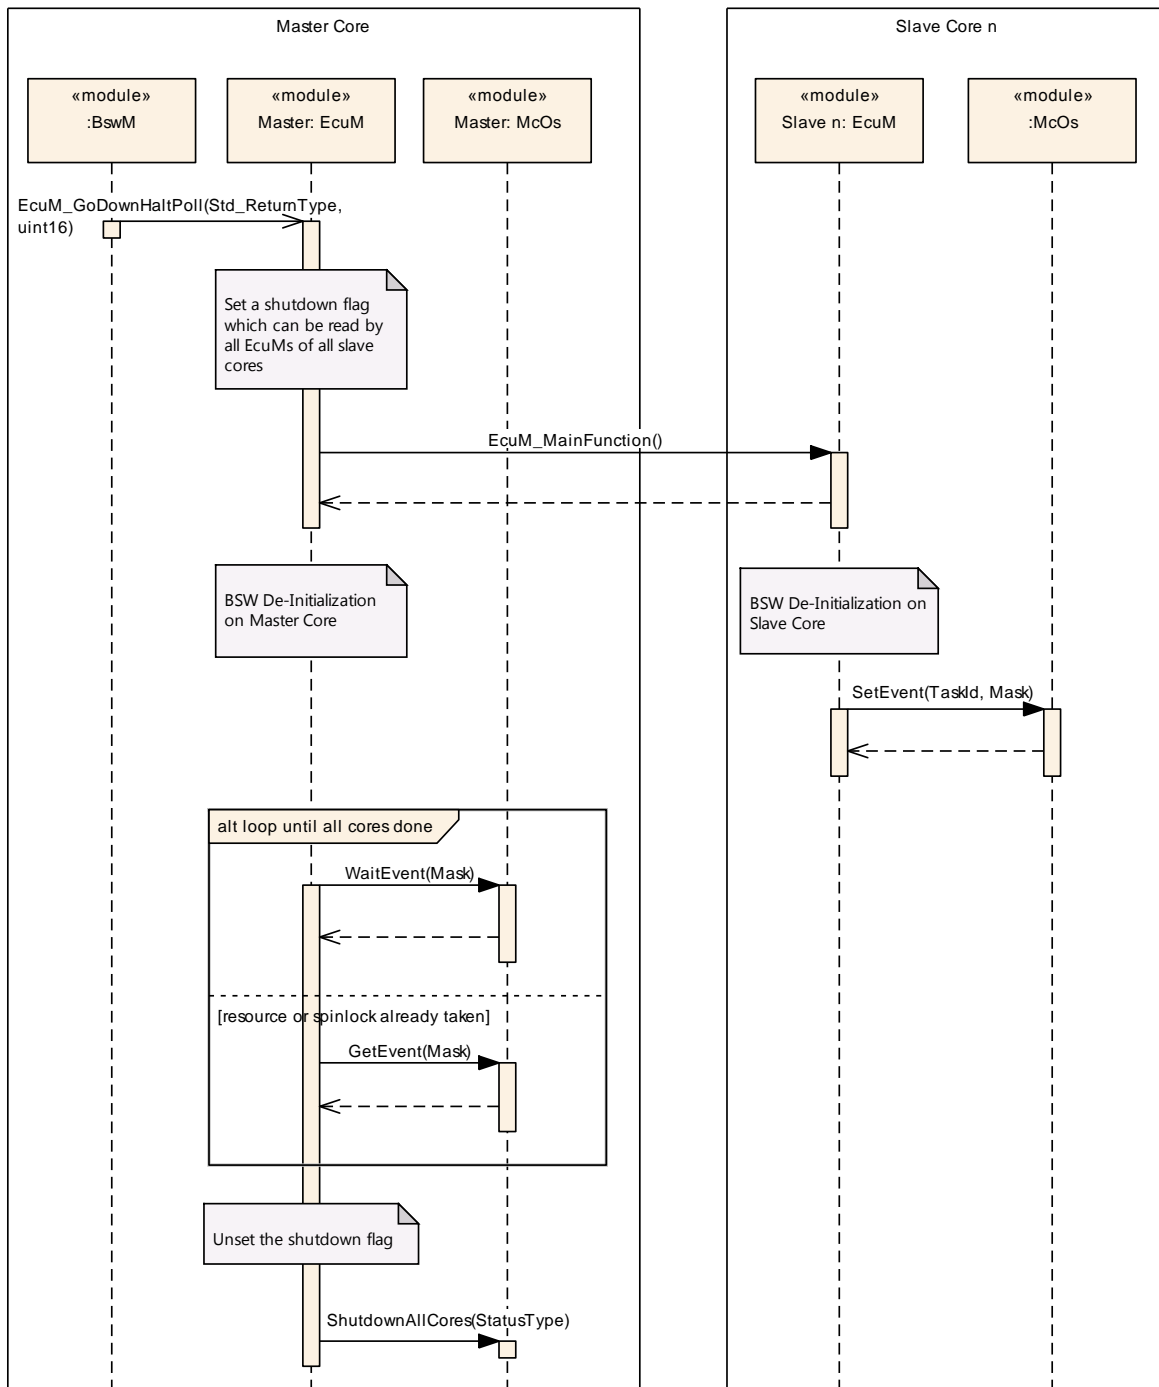 Master Core
Slave Core n
«module»
:BswM
«module»
Master: EcuM
«module»
Master: McOs
«module»
Slave n: EcuM
«module»
:McOs
EcuM_GoDownHaltPoll(Std_ReturnType,
uint16)
Set a shutdown flag
which can be read by
all EcuMs of all slave
cores
EcuM_MainFunction()
BSW De-Initialization
on Master Core
BSW De-Initialization on
Slave Core
SetEvent(TaskId, Mask)
alt loop until all cores done
WaitEvent(Mask)
[resource or spinlock already taken]
GetEvent(Mask)
Unset the shutdown flag
ShutdownAllCores(StatusType)